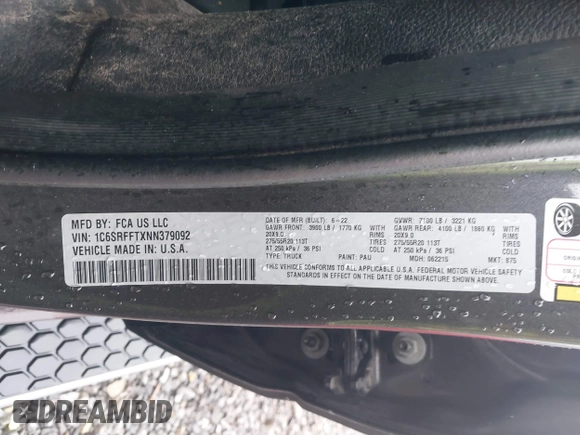 MFD BY: FCA US LLC
VIN: 1C6SRFFTXNN379092
VEHICLE MADE IN: U.S.A.
DATE OF MFR (BUILT): 6-22 GVWR: 7100 LB / 3221 KG
GAWR FRONT: 3900 LB / 1770 KG WITH GAWR REAR: 4100 LB / 1860 KG WITH
20X9.0 TIRES 20X9.0 TIRES
275/55R20 113T RIMS AT 275/55R20 113T RIMS AT
AT 250 kPa / 36 PSI COLD AT 250 kPa / 36 PSI COLD
TYPE: TRUCK PAINT: PAU MDH: 062215 MKT: 875
THIS VEHICLE CONFORMS TO ALL APPLICABLE U.S.A. FEDERAL MOTOR VEHICLE SAFETY
STANDARDS IN EFFECT ON THE DATE OF MANUFACTURE SHOWN ABOVE.
DREAMBID